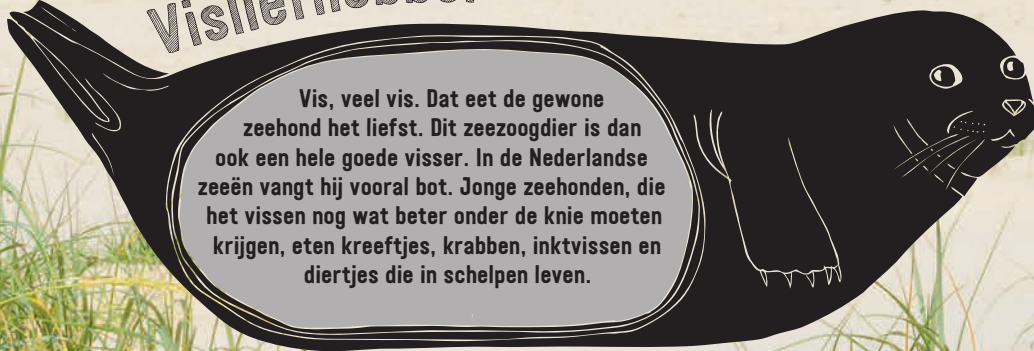 Visliefhebber
Vis, veel vis. Dat eet de gewone
zeehond het liefst. Dit zeezoogdier is dan
ook een hele goede visser. In de Nederlandse
zeeën vangt hij vooral bot. Jonge zeehonden, die
het vissen nog wat beter onder de knie moeten
krijgen, eten kreeftjes, krabben, inktvissen en
diertjes die in schelpen leven.